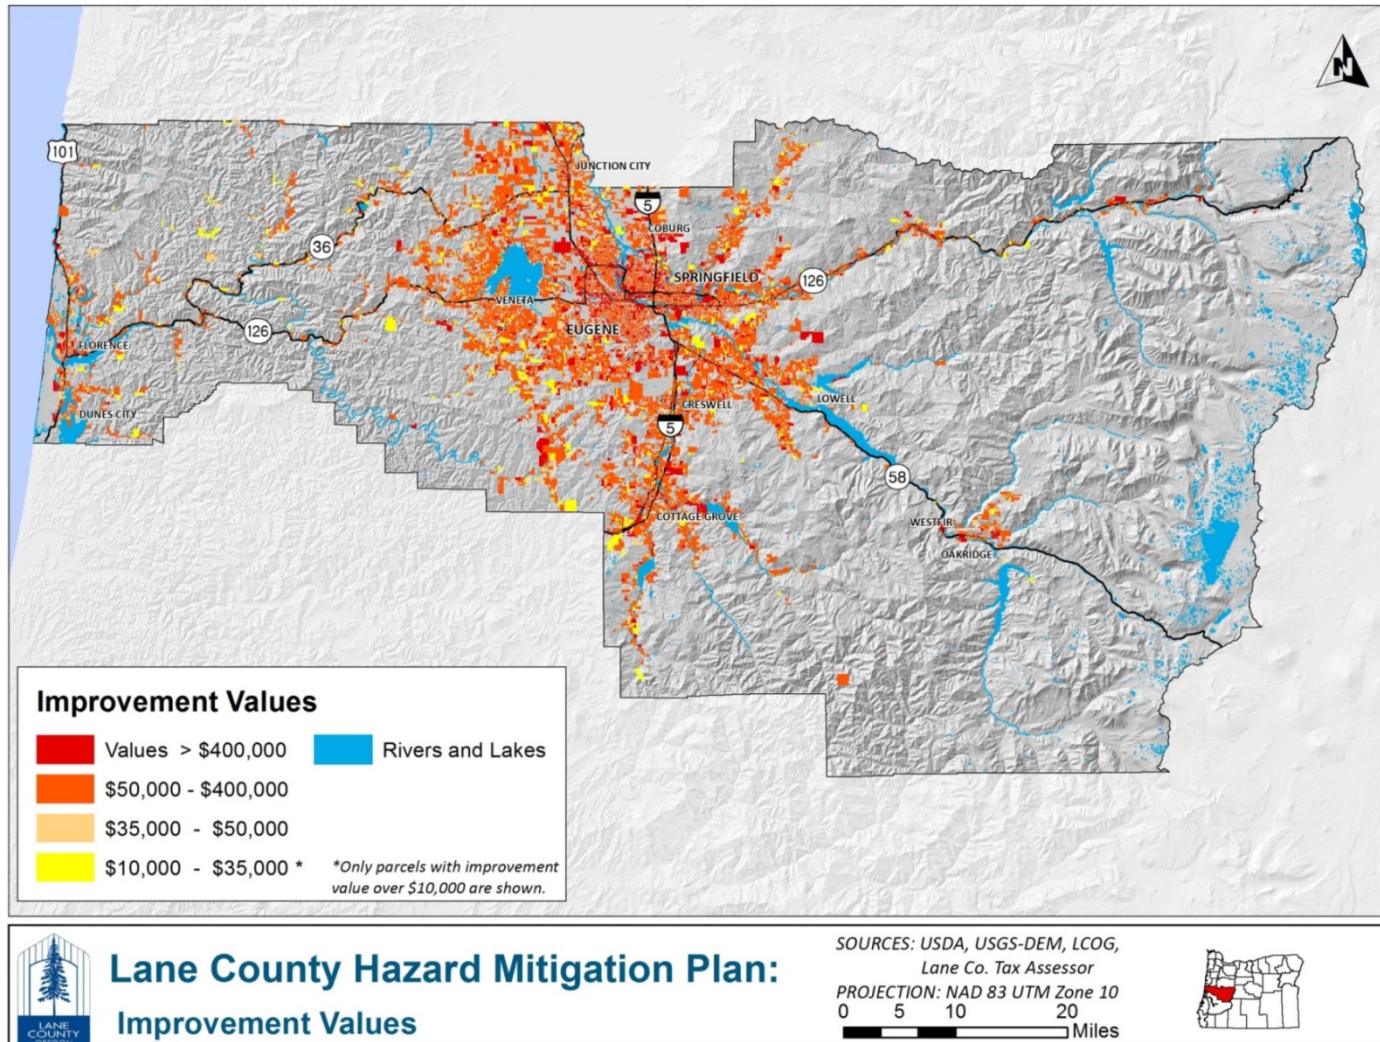 N
101
JUNCTION CITY
5
COBURG
36
SPRINGFIELD
126
VENETA
EUGENE
126
FLORENCE
LOWELL
CRESWELL
DUNES CITY
5
58
COTTAGE GROVE
WESTFIR
OAKRIDGE
Improvement Values
Values > $400,000
Rivers and Lakes
$50,000 - $400,000
$35,000 - $50,000
$10,000 - $35,000 *
*Only parcels with improvement
value over $10,000 are shown.
LANE
COUNTY
Lane County Hazard Mitigation Plan:
Improvement Values
SOURCES: USDA, USGS-DEM, LCOG,
Lane Co. Tax Assessor
PROJECTION: NAD 83 UTM Zone 10
0 5 10 20
Miles